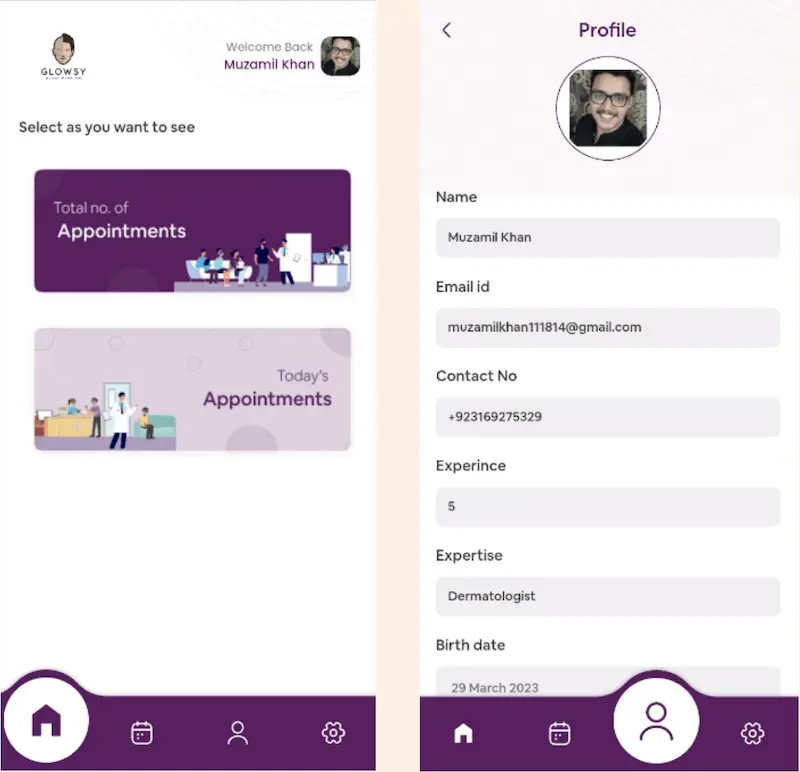 GLOWSY
Welcome Back
Muzamil Khan
Select as you want to see
Total no. of
Appointments
Today's
Appointments
Profile
Name
Muzamil Khan
Email id
muzamilkhan111814@gmail.com
Contact No
+923169275329
Experince
5
Expertise
Dermatologist
Birth date
29 March 2023